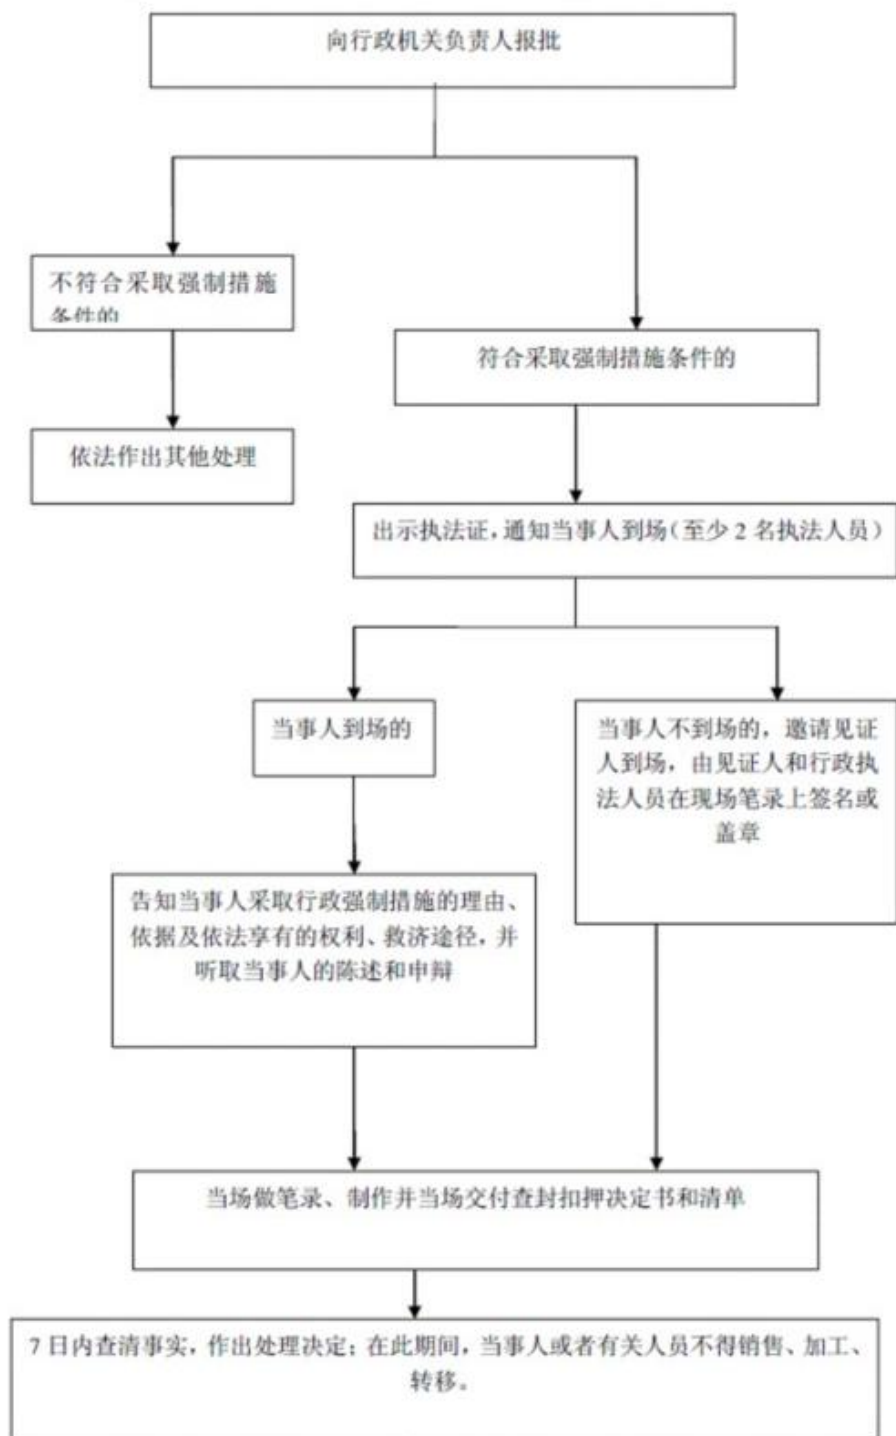 向行政机关负责人报批
不符合采取强制措施
条件的
符合采取强制措施条件的
依法作出其他处理
出示执法证，通知当事人到场（至少 2 名执法人员）
当事人到场的
当事人不到场的，邀请见证
人到场，由见证人和行政执
法人员在现场笔录上签名或
盖章
告知当事人采取行政强制措施的理由、
依据及依法享有的权利、救济途径，并
听取当事人的陈述和申辩
当场做笔录、制作并当场交付查封扣押决定书和清单
7 日内查清事实，作出处理决定；在此期间，当事人或者有关人员不得销售、加工、
转移。